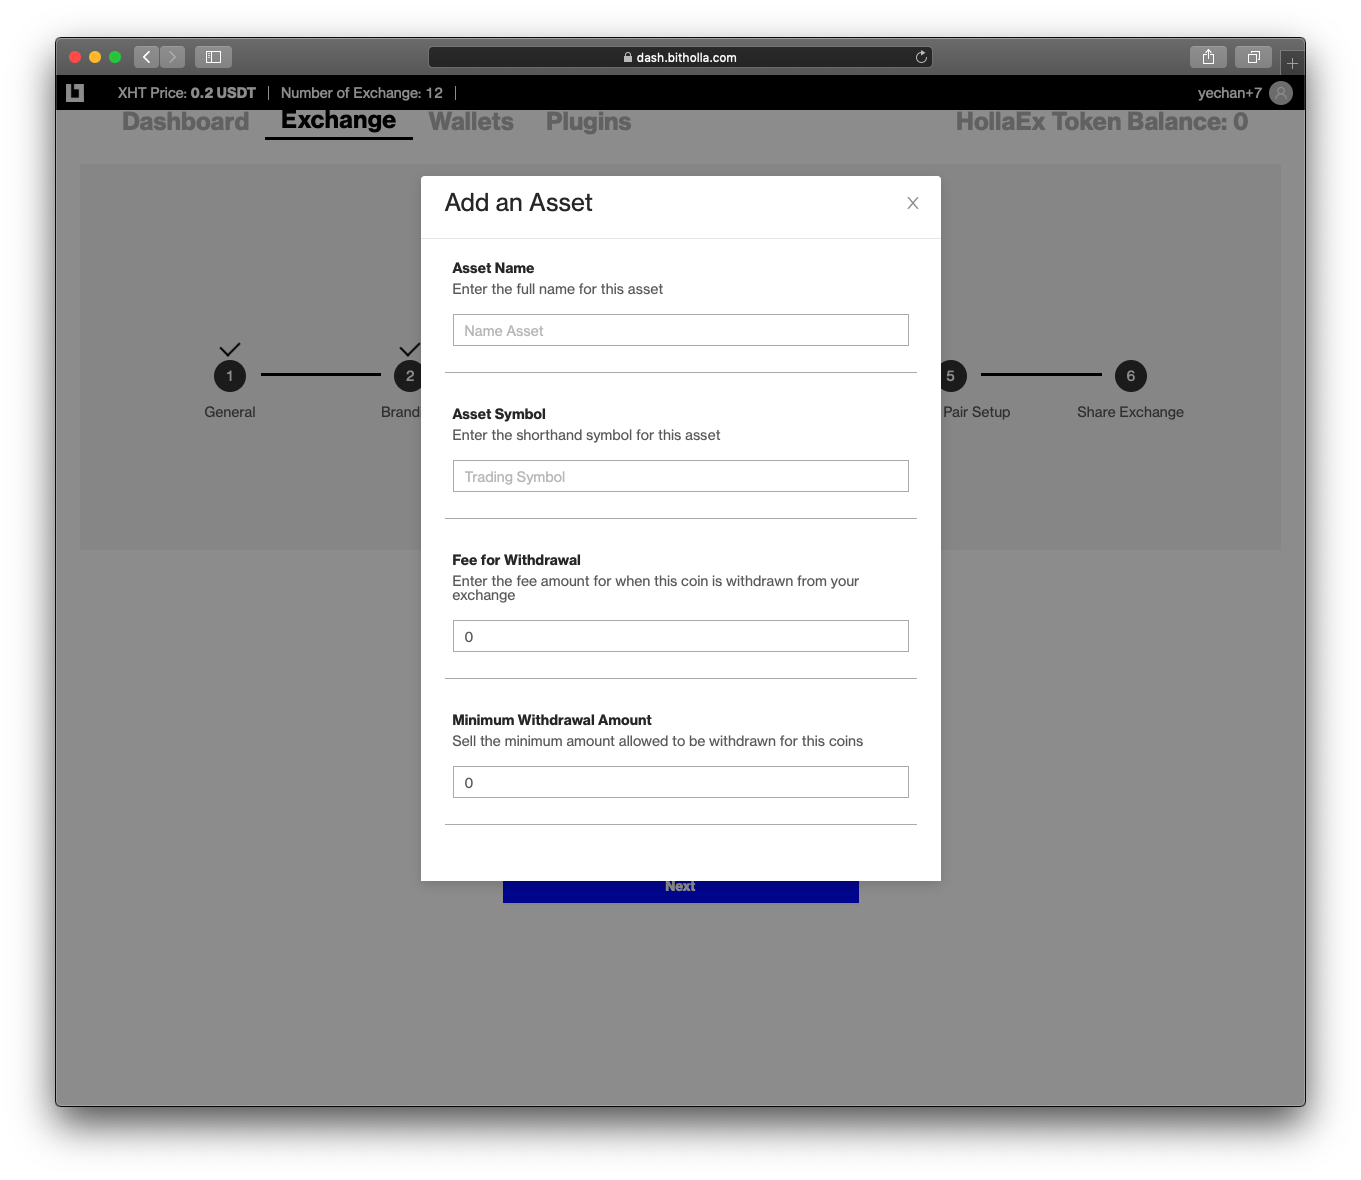 dash.bitholla.com
XHT Price: 0.2 USDT | Number of Exchange: 12 |
yechan+7
Dashboard Exchange Wallets Plugins
HollaEx Token Balance: 0
Add an Asset
Asset Name
Enter the full name for this asset
Name Asset
1 2 5 6
General Brandi Pair Setup Share Exchange
Asset Symbol
Enter the shorthand symbol for this asset
Trading Symbol
Fee for Withdrawal
Enter the fee amount for when this coin is withdrawn from your
exchange
0
Minimum Withdrawal Amount
Sell the minimum amount allowed to be withdrawn for this coins
0
Next